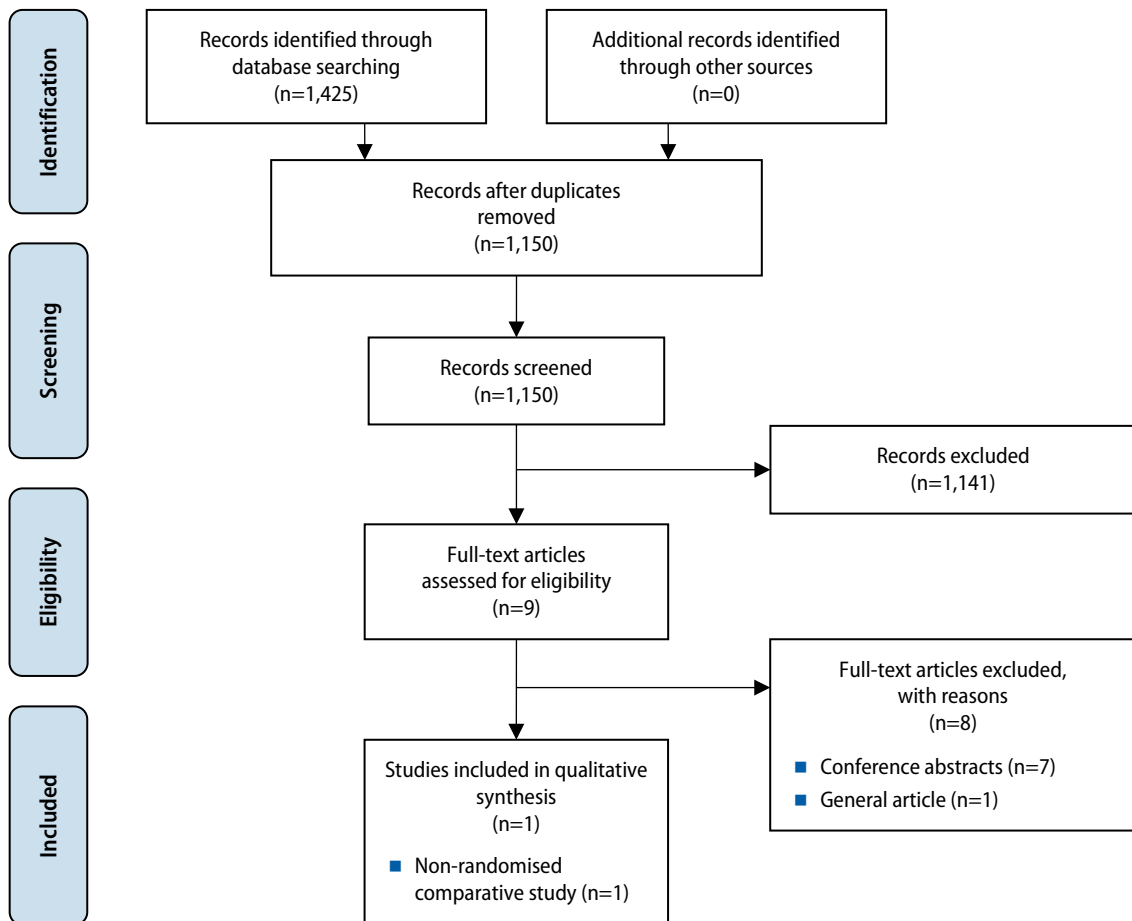 Identification
Records identified through
database searching
(n=1,425)
Additional records identified
through other sources
(n=0)
Records after duplicates
removed
(n=1,150)
Screening
Records screened
(n=1,150)
Records excluded
(n=1,141)
Eligibility
Full-text articles
assessed for eligibility
(n=9)
Full-text articles excluded,
with reasons
(n=8)
■ Conference abstracts (n=7)
■ General article (n=1)
Included
Studies included in qualitative
synthesis
(n=1)
■ Non-randomised
comparative study (n=1)